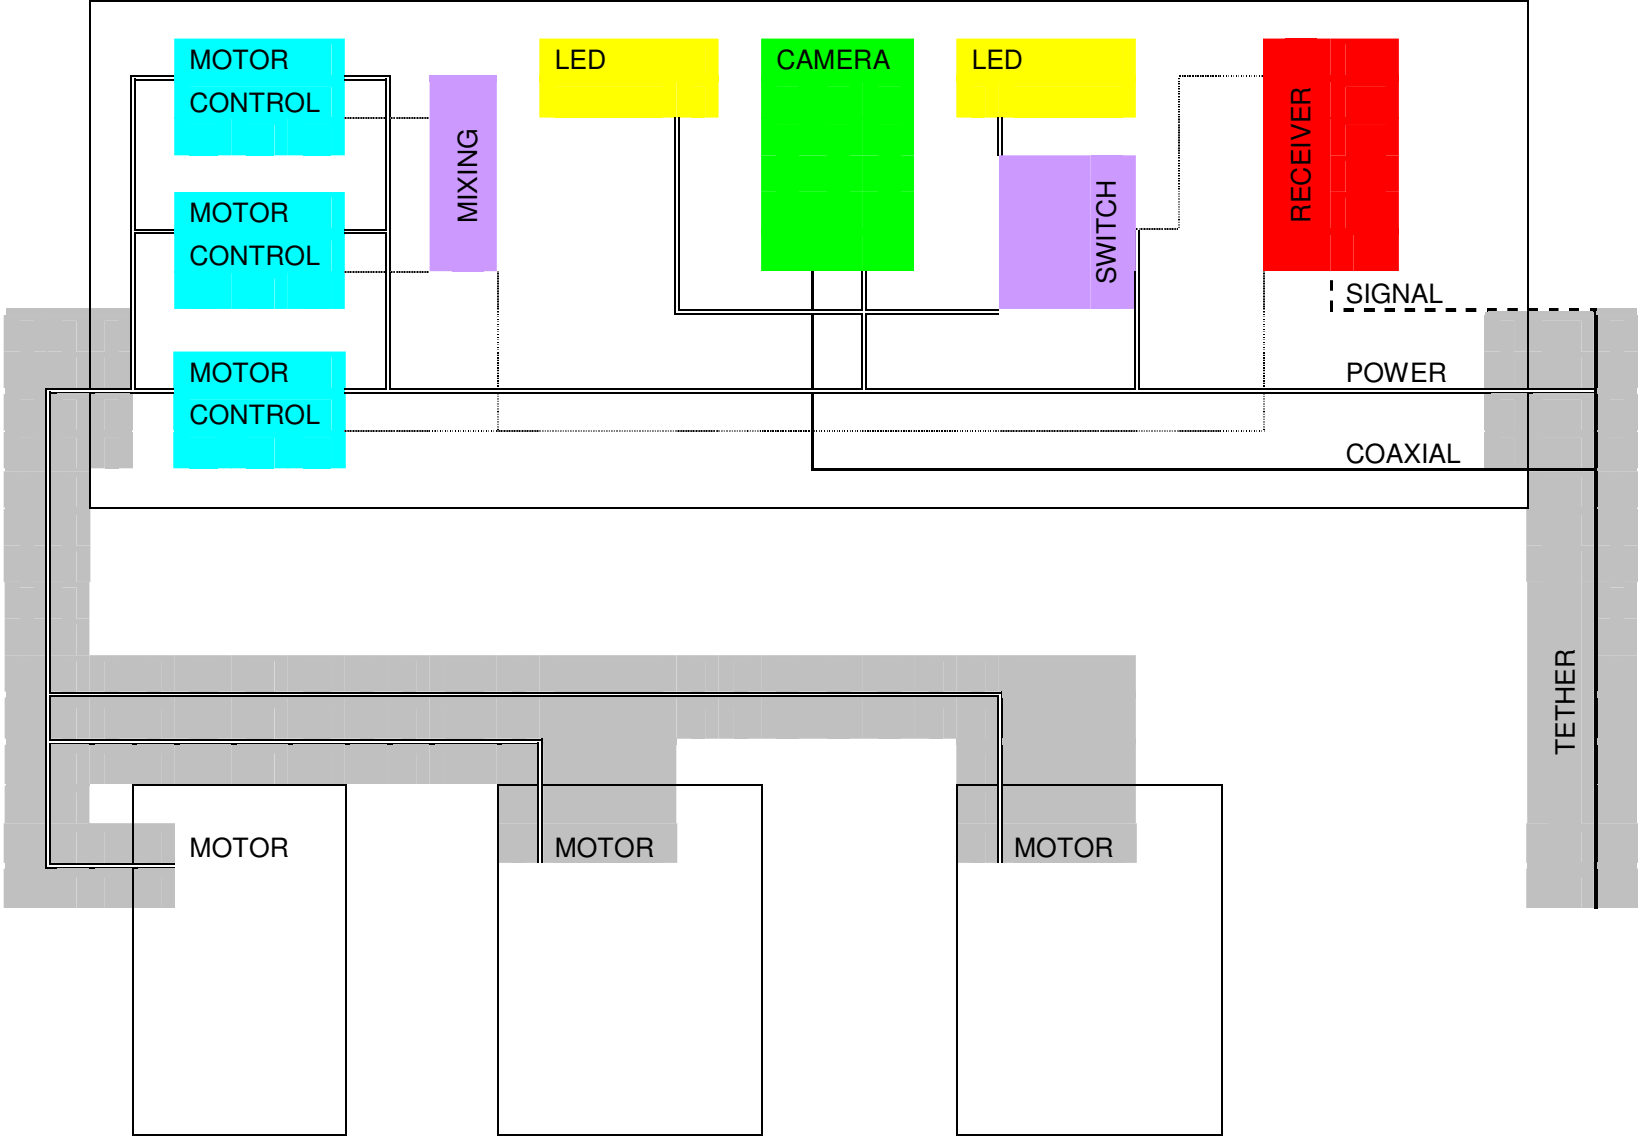 MOTOR
CONTROL
LED
CAMERA
LED
RECEIVER
MIXING
SWITCH
MOTOR
CONTROL
SIGNAL
MOTOR
CONTROL
POWER
COAXIAL
TETHER
MOTOR
MOTOR
MOTOR